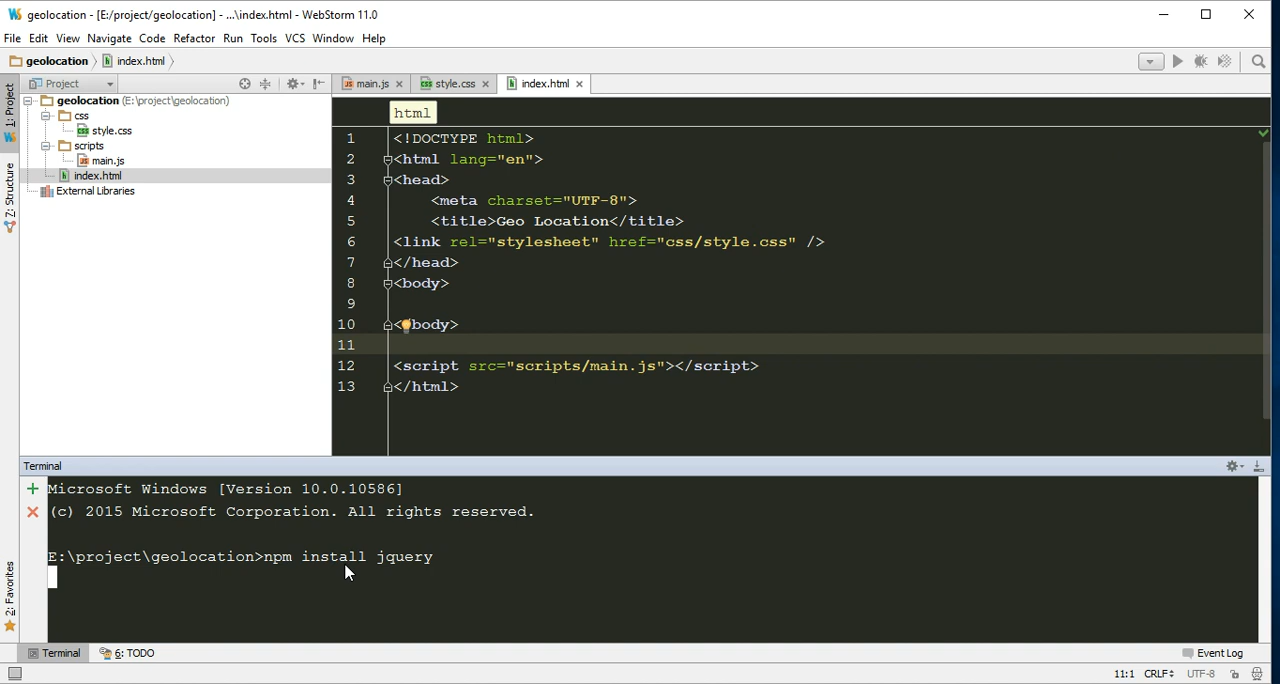 geolocation - [E:/project/geolocation] - ...\index.html - WebStorm 11.0
File Edit View Navigate Code Refactor Run Tools VCS Window Help
geolocation index.html
1: Project
7: Structure
2: Favorites
Project
geolocation (E:\project\geolocation)
css
style.css
scripts
main.js
index.html
External Libraries
main.js style.css index.html
html
1 <!DOCTYPE html>
2 <html lang="en">
3 <head>
4 <meta charset="UTF-8">
5 <title>Geo Location</title>
6 <link rel="stylesheet" href="css/style.css" />
7 </head>
8 <body>
9
10 < body>
11
12 <script src="scripts/main.js"></script>
13 </html>
Terminal
Microsoft Windows [Version 10.0.10586]
(c) 2015 Microsoft Corporation. All rights reserved.
E:\project\geolocation>npm install jquery
Terminal 6: TODO Event Log
11:1 CRLF UTF-8